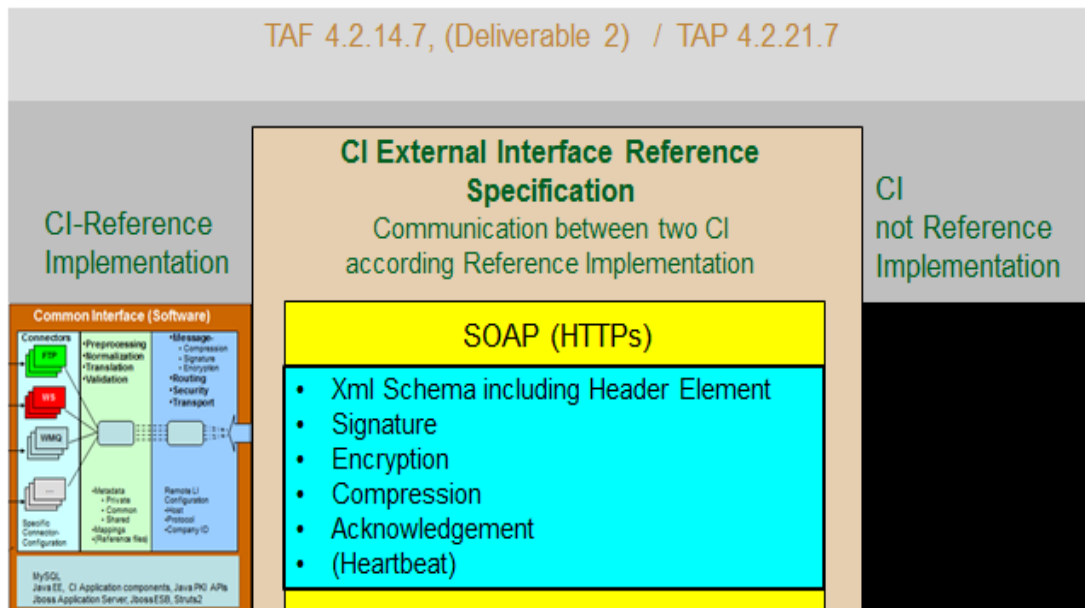 TAF 4.2.14.7, (Deliverable 2) / TAP 4.2.21.7
CI External Interface Reference
Specification
Communication between two CI
according Reference Implementation
CI-Reference
Implementation
CI
not Reference
Implementation
SOAP (HTTPs)
• Xml Schema including Header Element
• Signature
• Encryption
• Compression
• Acknowledgement
• (Heartbeat)
Common Interface (Software)
Connectors
FTP
WS
WMQ
...
Specific
Connector-
Configuration
•Preprocessing
•Normalization
•Translation
•Validation
•Metadata
• Private
• Common
• Shared
•Mappings
•(Reference files)
•Message-
• Compression
• Signature
• Encryption
•Routing
•Security
•Transport
Remote LI
Configuration
•Host
•Protocol
•Company ID
MySQL
Java EE, CI Application components, Java PKI APIs
Jboss Application Server, Jboss ESB, Struts2